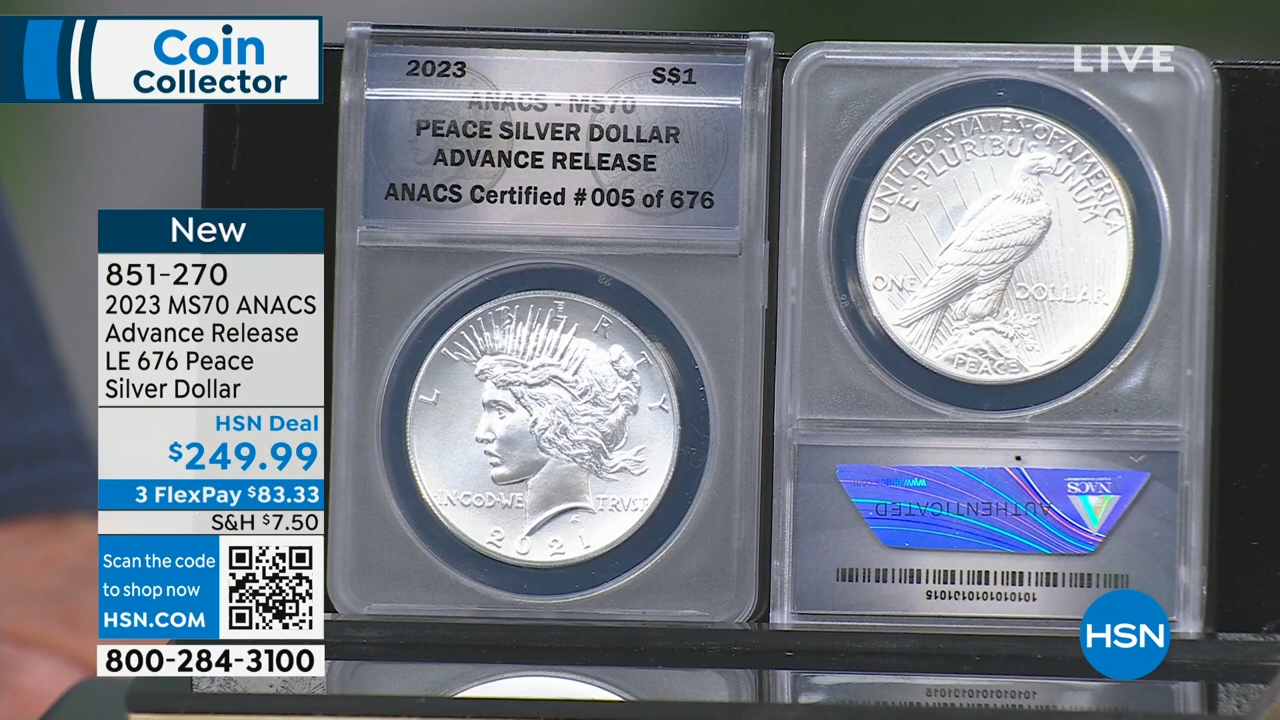 Coin
Collector
LIVE
New
851-270
2023 MS70 ANACS
Advance Release
LE 676 Peace
Silver Dollar
HSN Deal
$249.99
3 FlexPay $83.33
S&H $7.50
Scan the code
to shop now
HSN.COM
800-284-3100
2023 S$1
ANACS - MS70
PEACE SILVER DOLLAR
ADVANCE RELEASE
ANACS Certified #005 of 676
LIBERTY
IN·GOD·WE TRVST
2021
UNITED·STATES·OF·AMERICA
E·PLURIBUS UNUM
ONE DOLLAR
PEACE
AUTHENTICATED
HSN